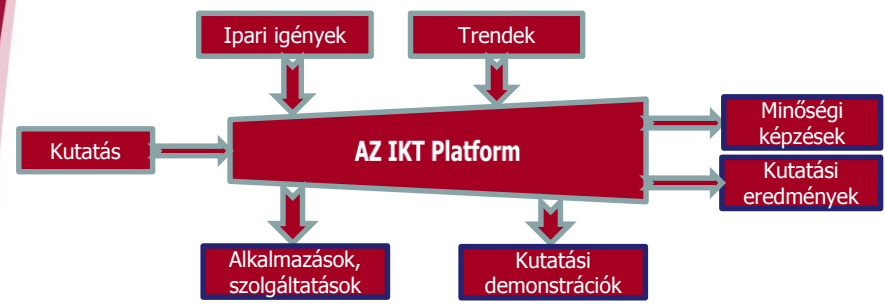 Ipari igények
Trendek
Kutatás
AZ IKT Platform
Minőségi
képzések
Kutatási
eredmények
Alkalmazások,
szolgáltatások
Kutatási
demonstrációk